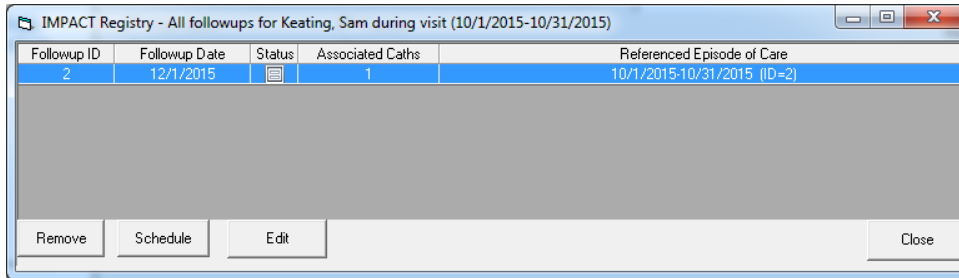 IMPACT Registry - All followups for Keating, Sam during visit (10/1/2015-10/31/2015)
Followup ID Followup Date Status Associated Caths Referenced Episode of Care
2 12/1/2015 1 10/1/2015-10/31/2015 (ID=2)
Remove Schedule Edit Close